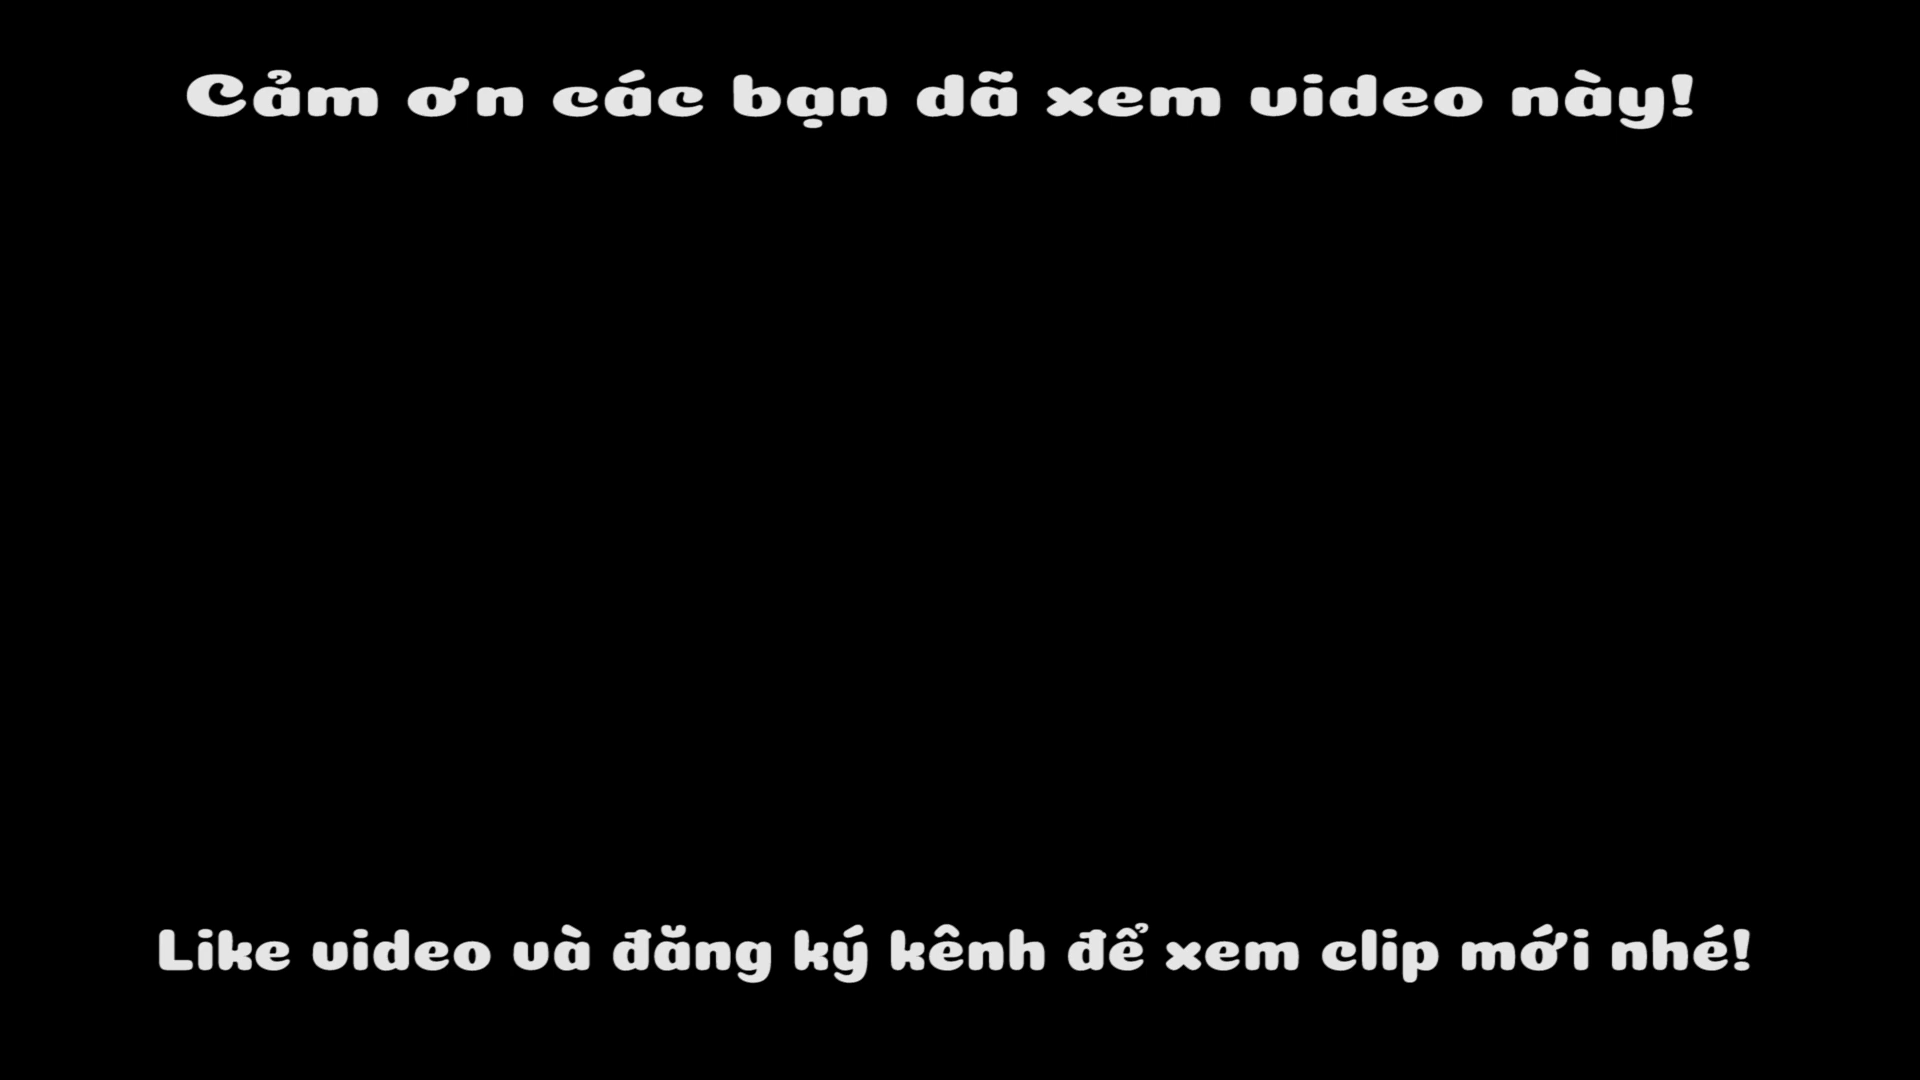 Cảm ơn các bạn dã xem video này!
Like video và đăng ký kênh để xem clip mới nhé!